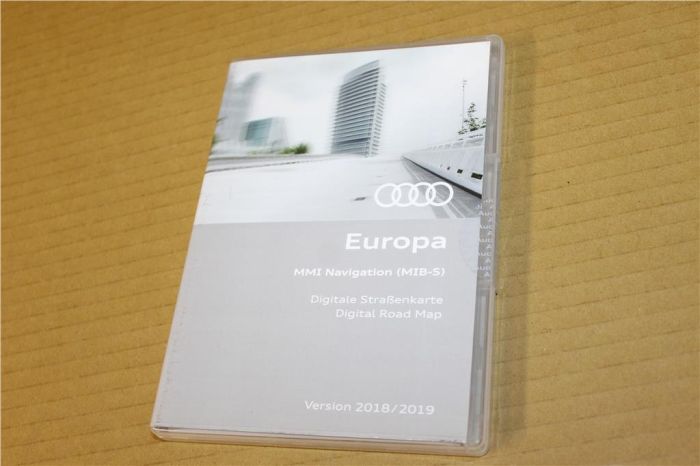 Europa
MMI Navigation (MIB-S)
Digitale Straßenkarte
Digital Road Map
Version 2018/2019